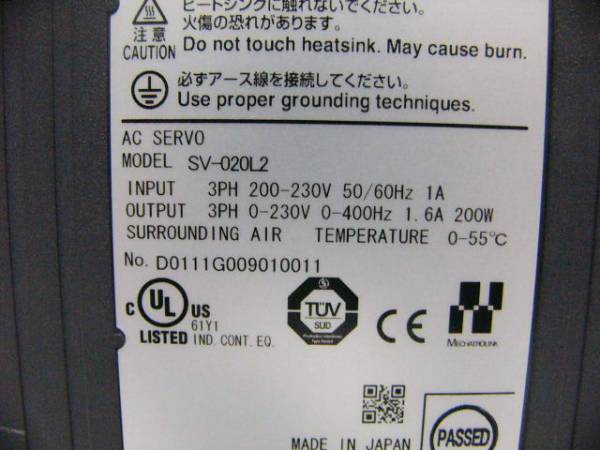 ヒートシンクに触れないでください。
火傷の恐れがあります。
注意
CAUTION Do not touch heatsink. May cause burn.
必ずアース線を接続してください。
Use proper grounding techniques.
AC SERVO
MODEL SV-020L2
INPUT 3PH 200-230V 50/60Hz 1A
OUTPUT 3PH 0-230V 0-400Hz 1.6A 200W
SURROUNDING AIR TEMPERATURE 0-55℃
No. D0111G009010011
C UL US
LISTED 61Y1 IND. CONT. EQ.
TÜV
SÜD
CE
MECHATROLINK
MADE IN JAPAN
PASSED